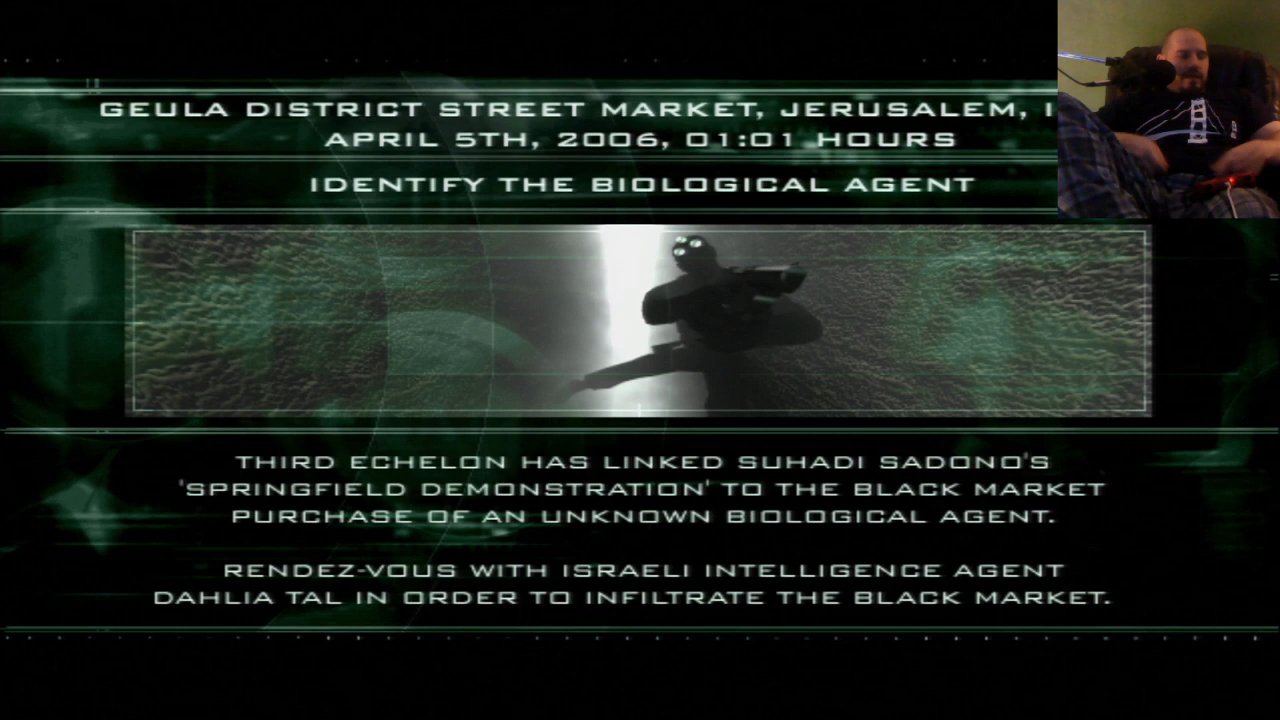 GEULA DISTRICT STREET MARKET, JERUSALEM, I
APRIL 5TH, 2006, 01:01 HOURS
IDENTIFY THE BIOLOGICAL AGENT
THIRD ECHELON HAS LINKED SUHADI SADONO'S
'SPRINGFIELD DEMONSTRATION' TO THE BLACK MARKET
PURCHASE OF AN UNKNOWN BIOLOGICAL AGENT.
RENDEZ-VOUS WITH ISRAELI INTELLIGENCE AGENT
DAHLIA TAL IN ORDER TO INFILTRATE THE BLACK MARKET.